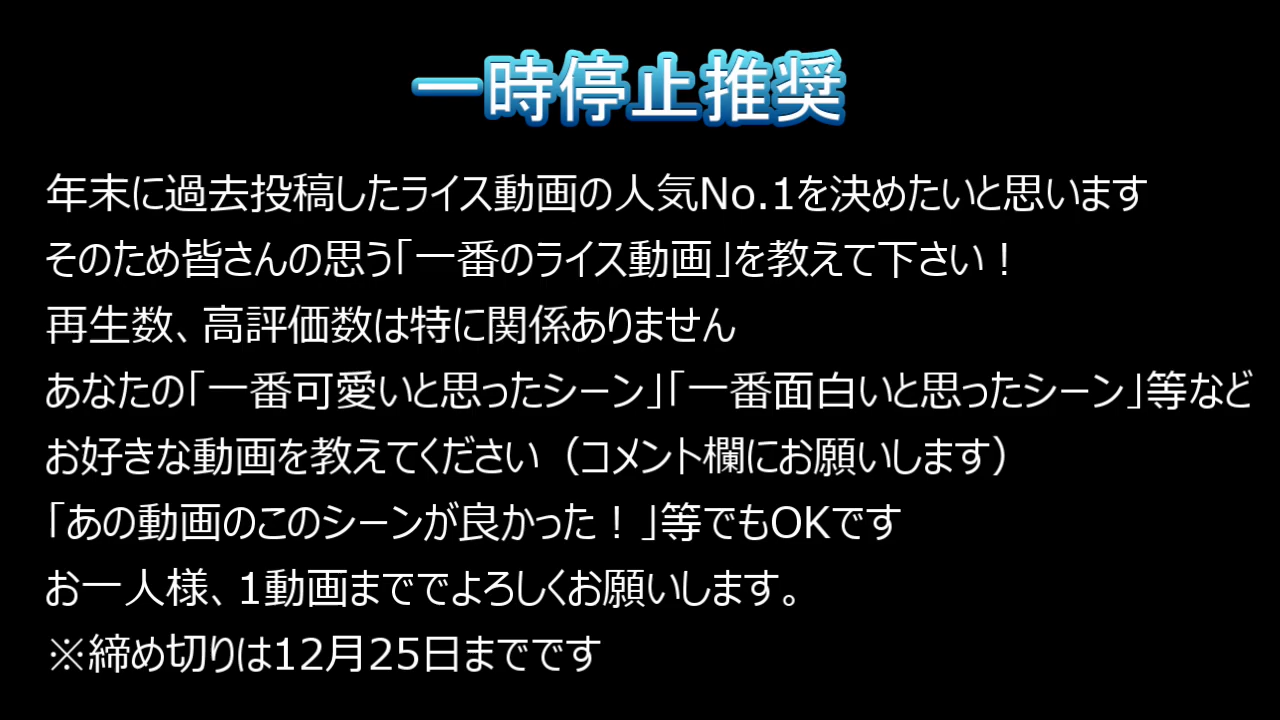 一時停止推奨
年末に過去投稿したライス動画の人気No.1を決めたいと思います
そのため皆さんの思う「一番のライス動画」を教えて下さい！
再生数、高評価数は特に関係ありません
あなたの「一番可愛いと思ったシーン」「一番面白いと思ったシーン」等など
お好きな動画を教えてください（コメント欄にお願いします）
「あの動画のこのシーンが良かった！」等でもOKです
お一人様、1動画まででよろしくお願いします。
※締め切りは12月25日までです